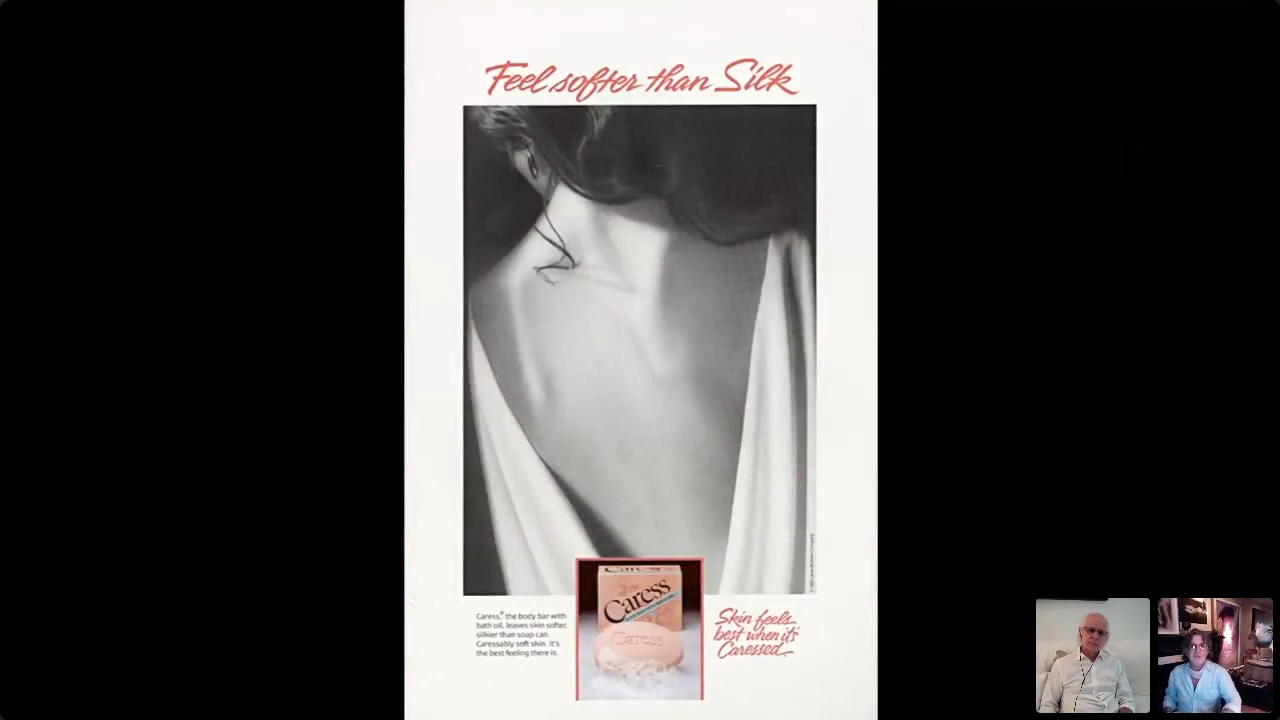 Feel softer than Silk
Caress
Caress
Caress
Caress,® the body bar with
bath oil, leaves skin softer,
silkier than soap can.
Caressably soft skin. It's
the best feeling there is.
Skin feels
best when it's
Caressed.